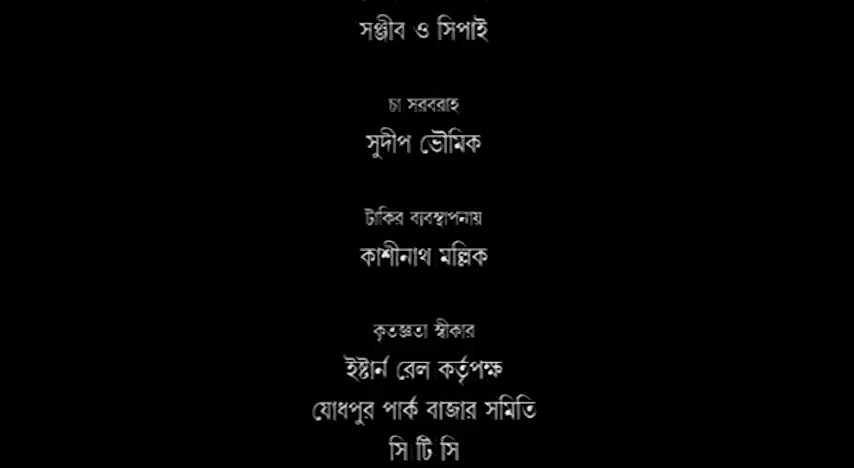 সঞ্জীব ও সিপাই
চা সরবরাহ
সুদীপ ভৌমিক
টাকির ব্যবস্থাপনায়
কাশীনাথ মল্লিক
কৃতজ্ঞতা স্বীকার
ইষ্টার্ন রেল কর্তৃপক্ষ
যোধপুর পার্ক বাজার সমিতি
সি টি সি